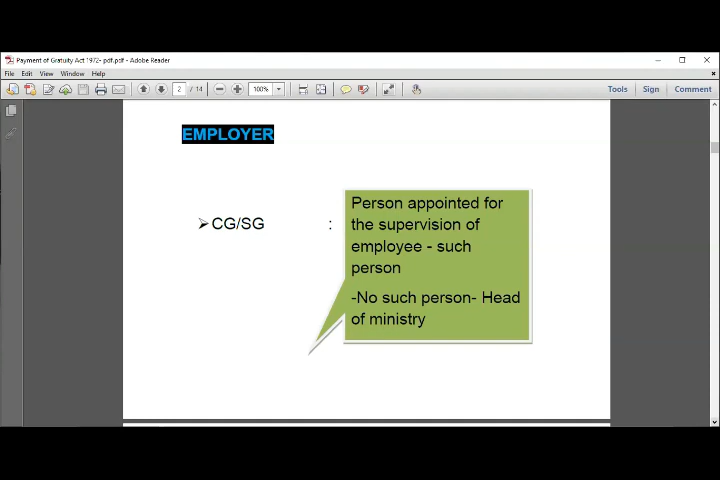 Payment of Gratuity Act 1972- pdf.pdf - Adobe Reader
File Edit View Window Help
2 / 14 100% Tools Sign Comment
EMPLOYER
➢ CG/SG :
Person appointed for
the supervision of
employee - such
person
-No such person- Head
of ministry